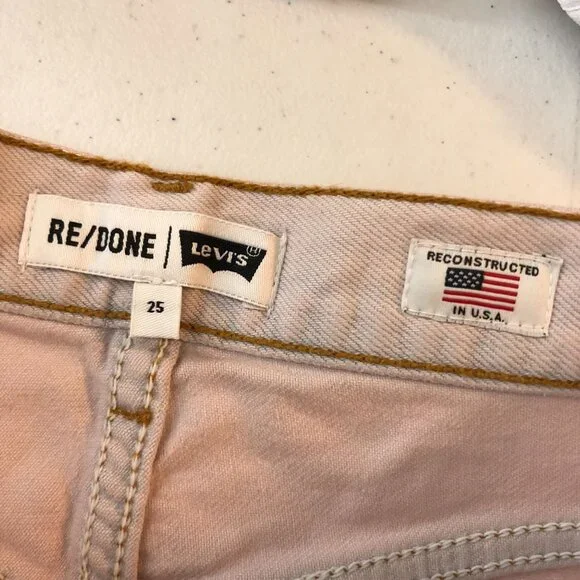 RE/DONE | LEVI'S ®
25
RECONSTRUCTED
IN U.S.A.